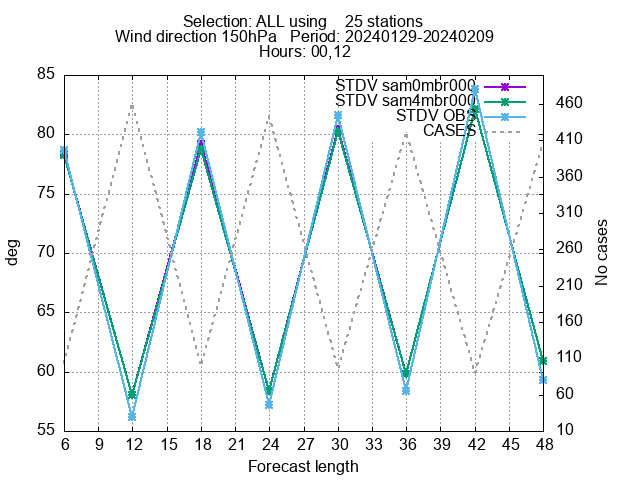 Selection: ALL using    25 stations
Wind direction 150hPa   Period: 20240129-20240209
Hours: 00,12
STDV sam0mbr000
STDV sam4mbr000
STDV OBS
CASES
85
80
75
70
65
60
55
deg
460
410
360
310
260
210
160
110
60
10
No cases
6 9 12 15 18 21 24 27 30 33 36 39 42 45 48
Forecast length